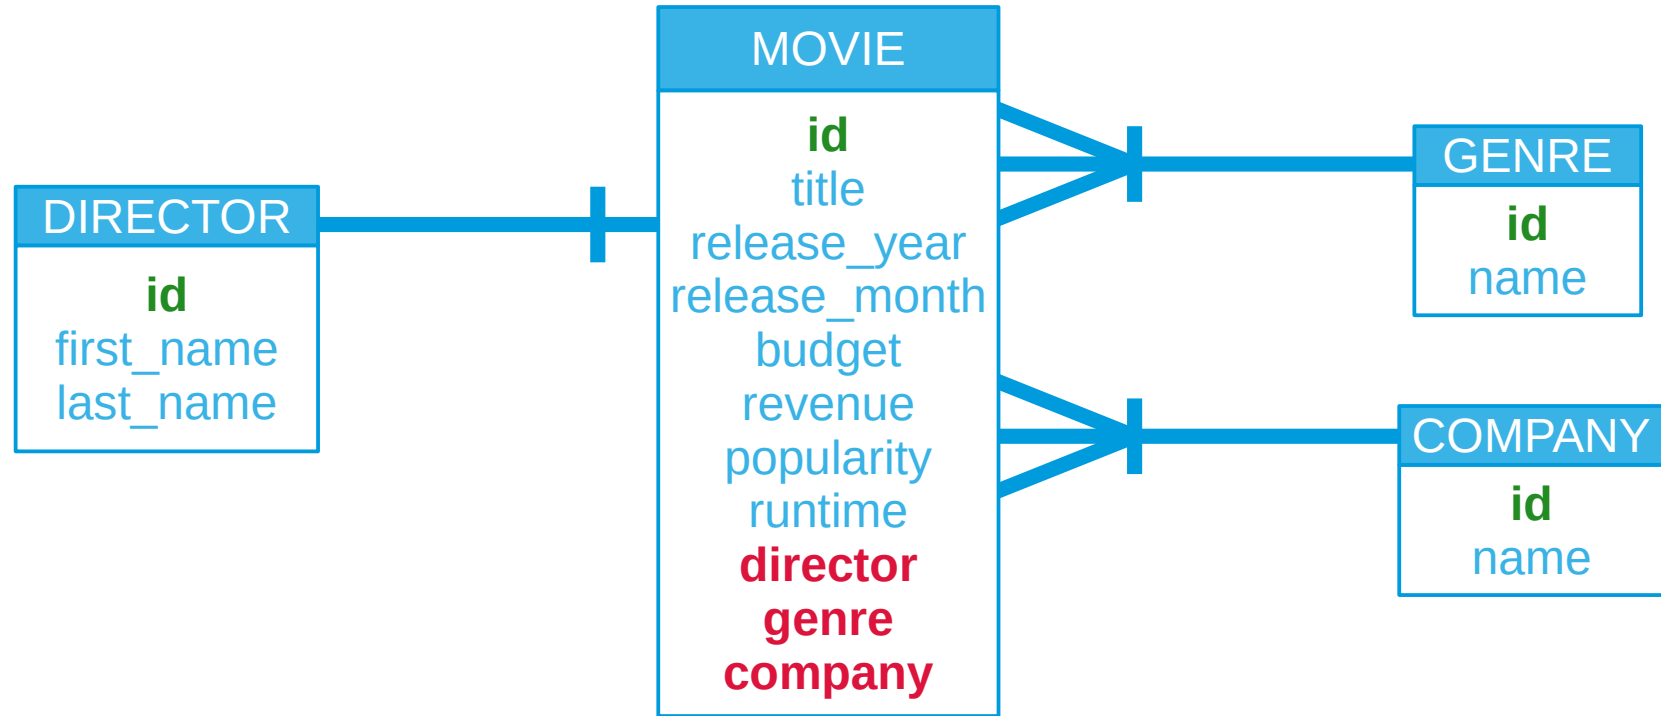 DIRECTOR
id
first_name
last_name
MOVIE
id
title
release_year
release_month
budget
revenue
popularity
runtime
director
genre
company
GENRE
id
name
COMPANY
id
name